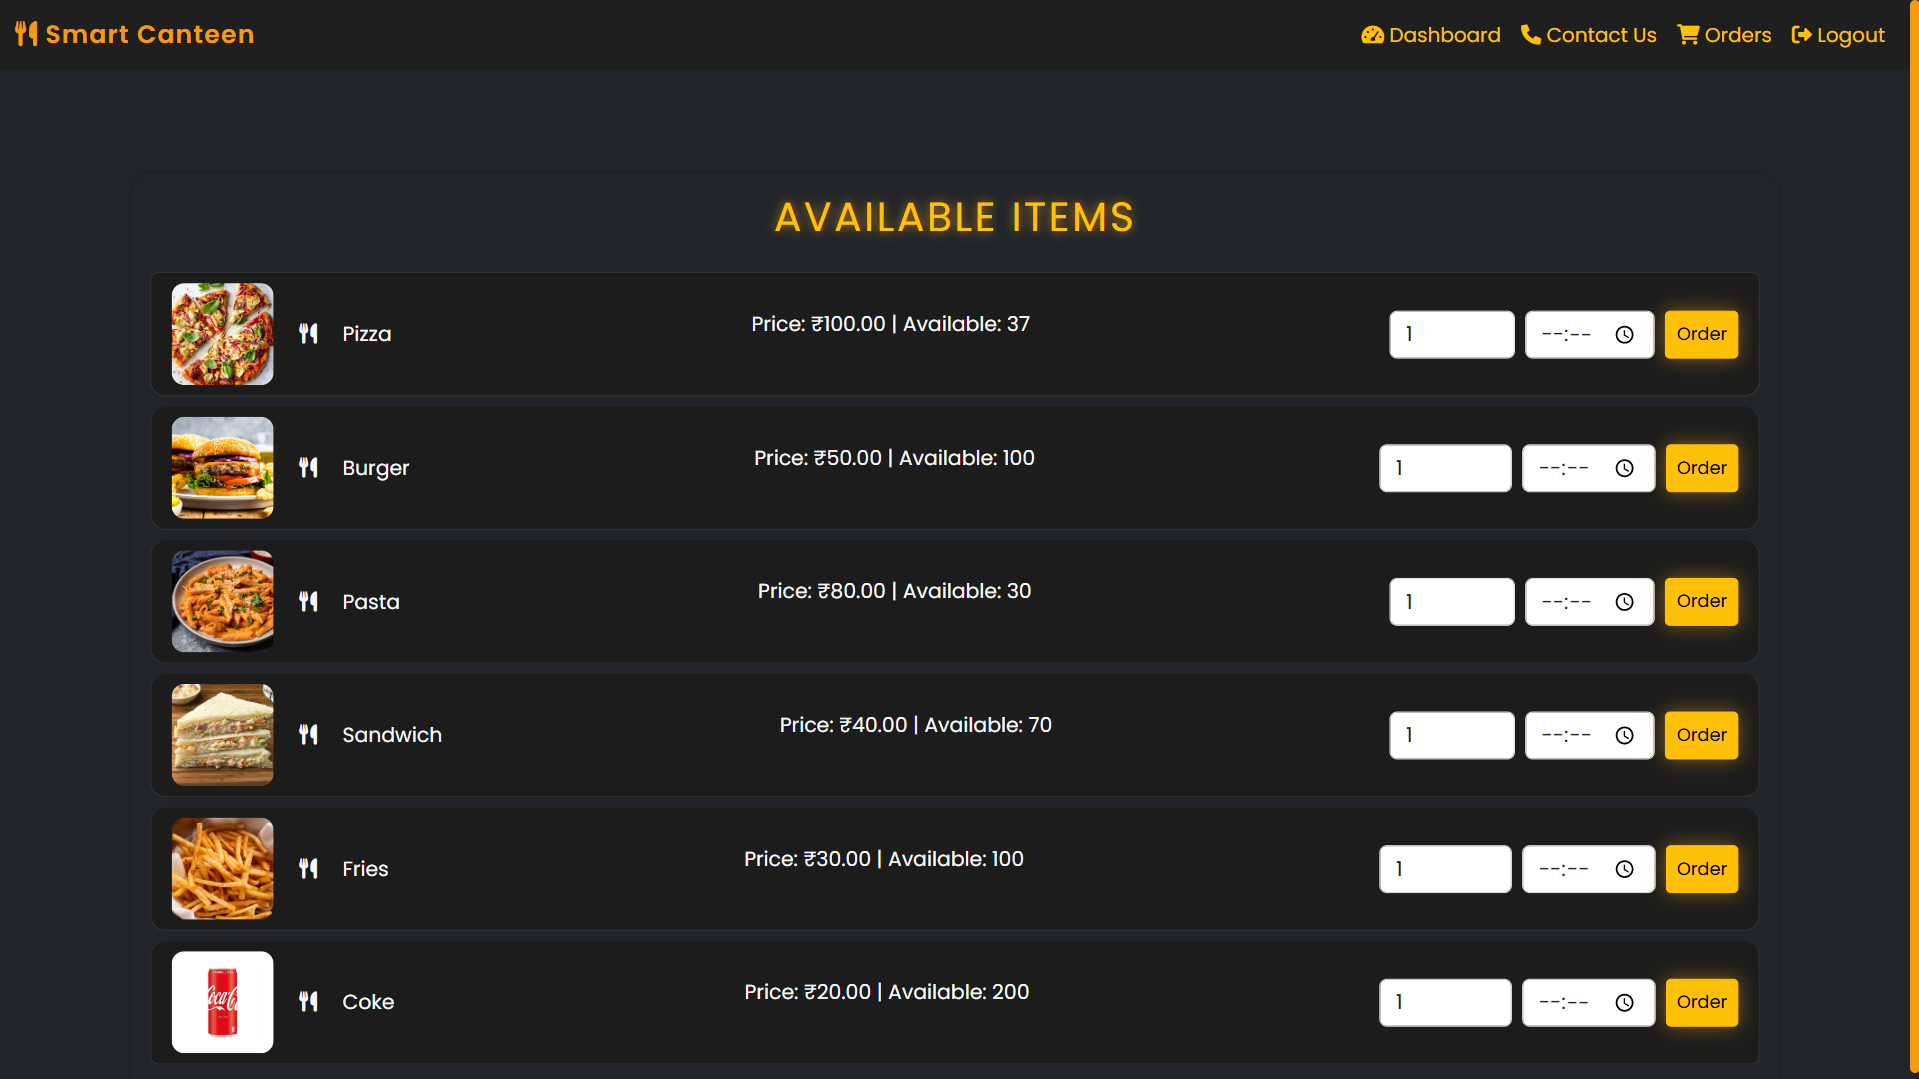 Smart Canteen
Dashboard Contact Us Orders Logout
AVAILABLE ITEMS
Pizza Price: ₹100.00 | Available: 37 1 --:-- Order
Burger Price: ₹50.00 | Available: 100 1 --:-- Order
Pasta Price: ₹80.00 | Available: 30 1 --:-- Order
Sandwich Price: ₹40.00 | Available: 70 1 --:-- Order
Fries Price: ₹30.00 | Available: 100 1 --:-- Order
Coke Price: ₹20.00 | Available: 200 1 --:-- Order